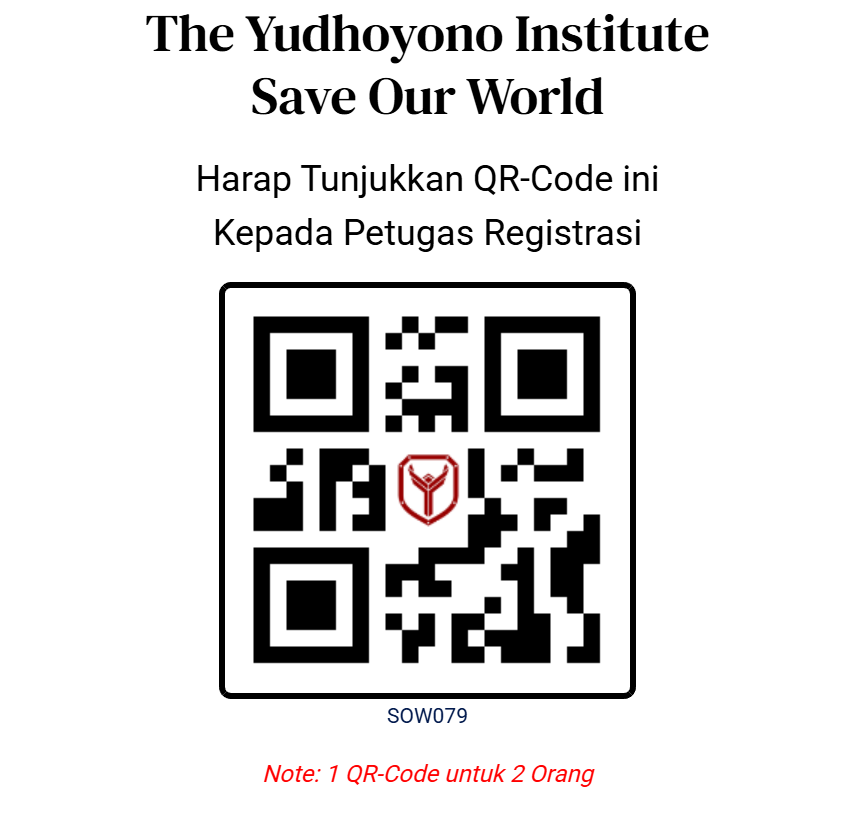 The Yudhoyono Institute
Save Our World
Harap Tunjukkan QR-Code ini
Kepada Petugas Registrasi
SOW079
Note: 1 QR-Code untuk 2 Orang